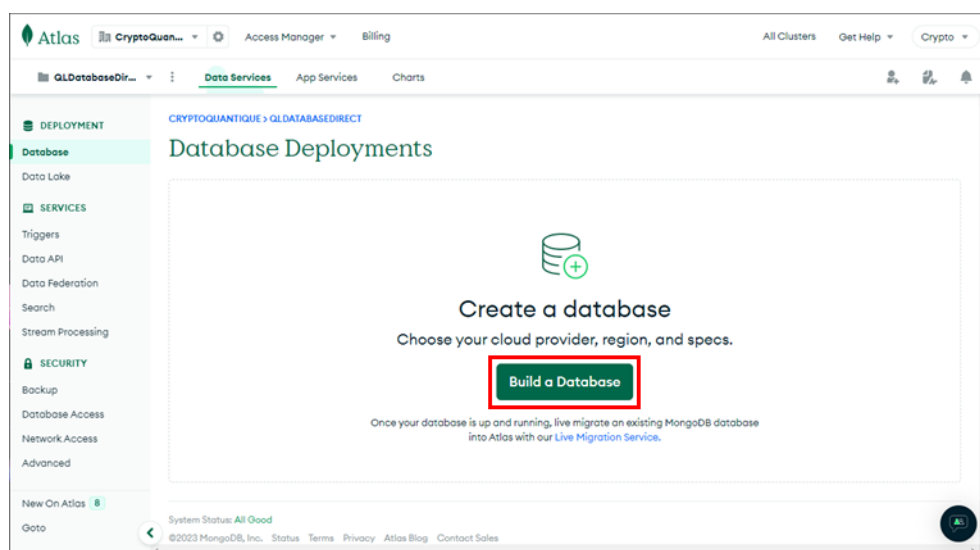 Atlas
CryptoQuan...
Access Manager
Billing
All Clusters
Get Help
Crypto
QLDatabaseDir...
Data Services
App Services
Charts
DEPLOYMENT
Database
Data Lake
SERVICES
Triggers
Data API
Data Federation
Search
Stream Processing
SECURITY
Backup
Database Access
Network Access
Advanced
New On Atlas 8
Goto
CRYPTOQUANTIQUE > QLDATABASEDIRECT
Database Deployments
Create a database
Choose your cloud provider, region, and specs.
Build a Database
Once your database is up and running, live migrate an existing MongoDB database
into Atlas with our Live Migration Service.
System Status: All Good
©2023 MongoDB, Inc. Status Terms Privacy Atlas Blog Contact Sales